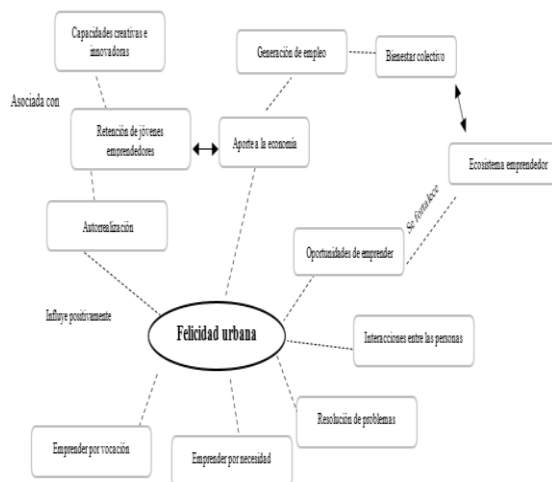 Capacidades creativas e
innovadoras
Generación de empleo
Bienestar colectivo
Asociada con
Retención de jóvenes
emprendedores
Aporte a la economía
Ecosistema emprendedor
Se fortalece
Autorrealización
Oportunidades de emprender
Influye positivamente
Felicidad urbana
Interacciones entre las personas
Resolución de problemas
Emprender por vocación
Emprender por necesidad